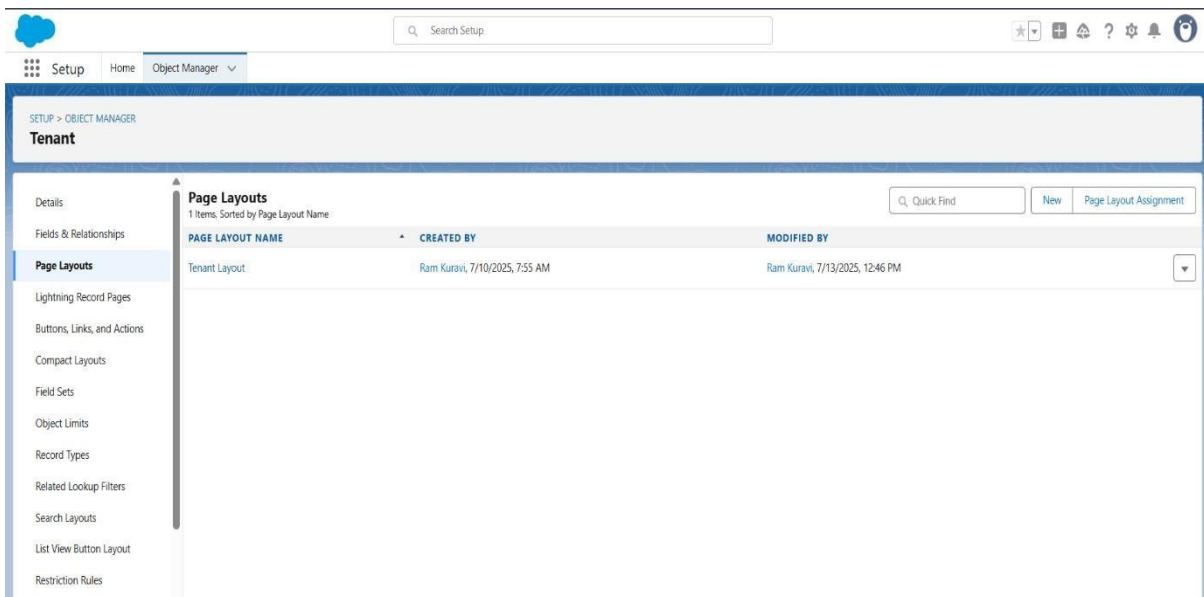 Search Setup
Setup Home Object Manager
SETUP > OBJECT MANAGER
Tenant
Details
Fields & Relationships
Page Layouts
Lightning Record Pages
Buttons, Links, and Actions
Compact Layouts
Field Sets
Object Limits
Record Types
Related Lookup Filters
Search Layouts
List View Button Layout
Restriction Rules
Page Layouts
1 Items. Sorted by Page Layout Name
Quick Find
New
Page Layout Assignment
PAGE LAYOUT NAME CREATED BY MODIFIED BY
Tenant Layout Ram Kuravi, 7/10/2025, 7:55 AM Ram Kuravi, 7/13/2025, 12:46 PM